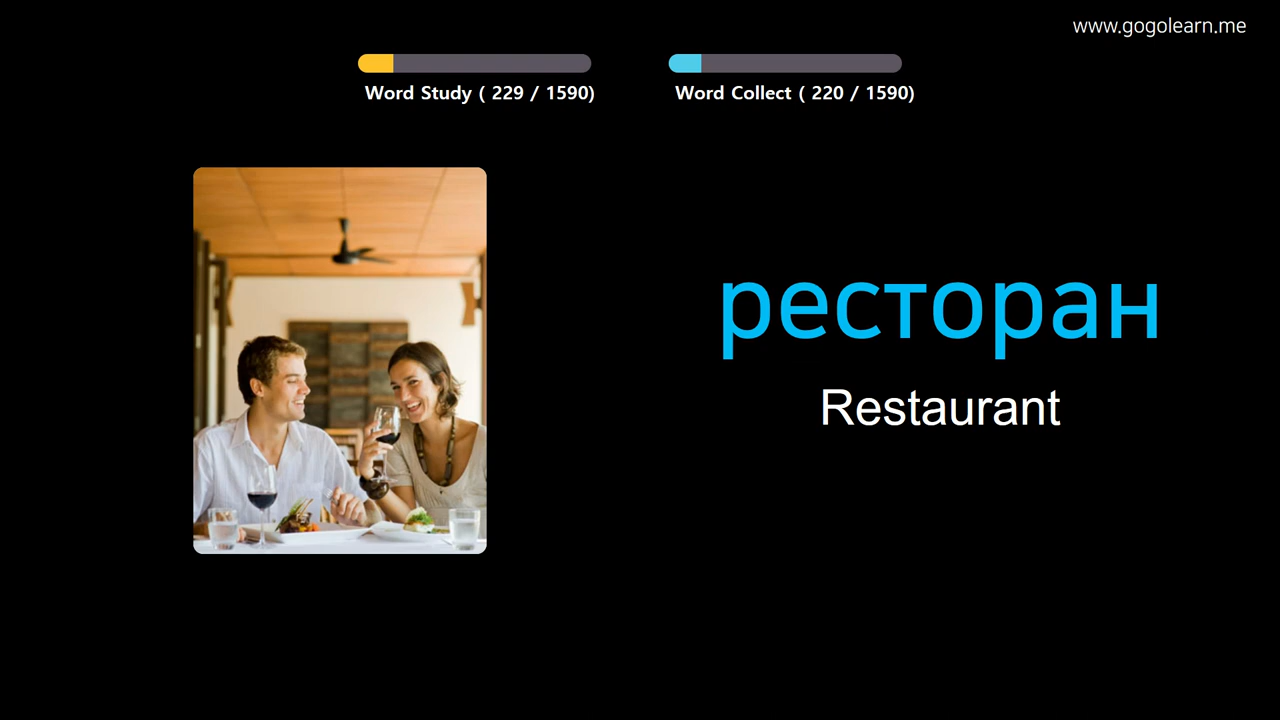 www.gogolearn.me
Word Study ( 229 / 1590)
Word Collect ( 220 / 1590)
ресторан
Restaurant